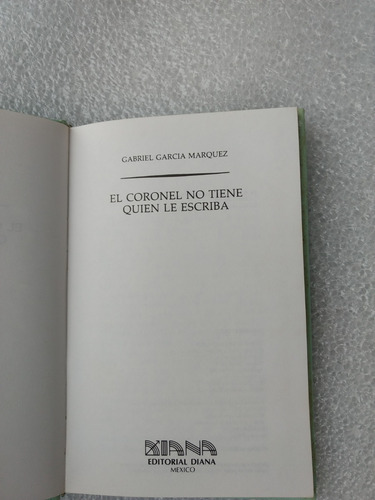 GABRIEL GARCIA MARQUEZ
EL CORONEL NO TIENE
QUIEN LE ESCRIBA
DIANA
EDITORIAL DIANA
MEXICO